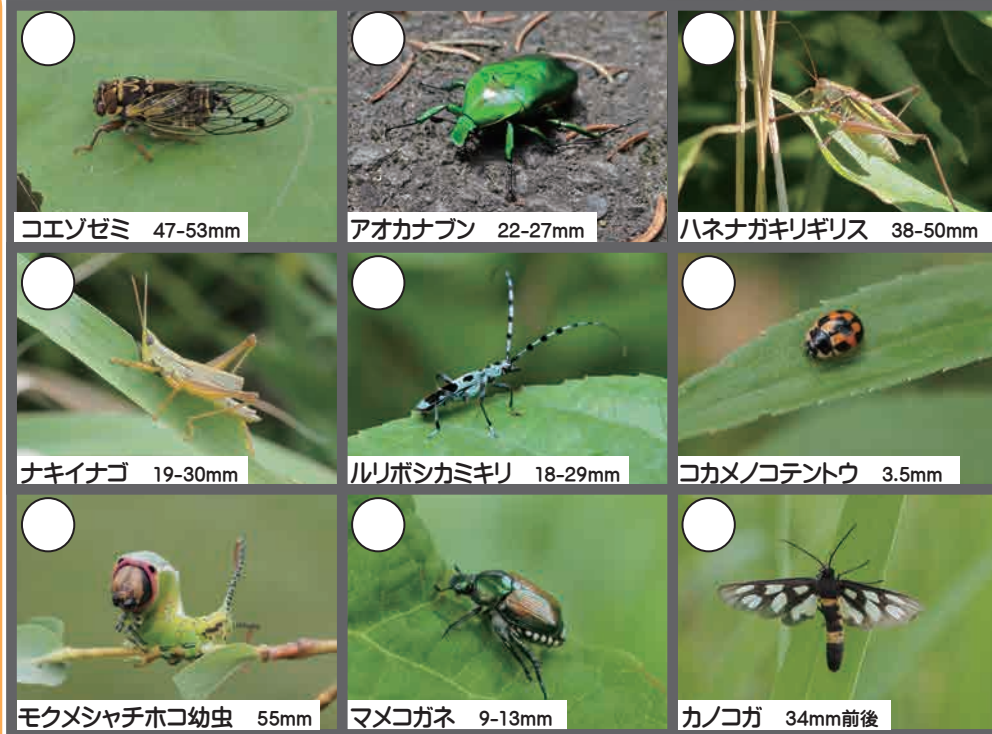 コエゾゼミ 47-53mm
アオカナブン 22-27mm
ハネナガキリギリス 38-50mm
ナキイナゴ 19-30mm
ルリボシカミキリ 18-29mm
コカメノコテントウ 3.5mm
モクメシャチホコ幼虫 55mm
マメコガネ 9-13mm
カノコガ 34mm前後